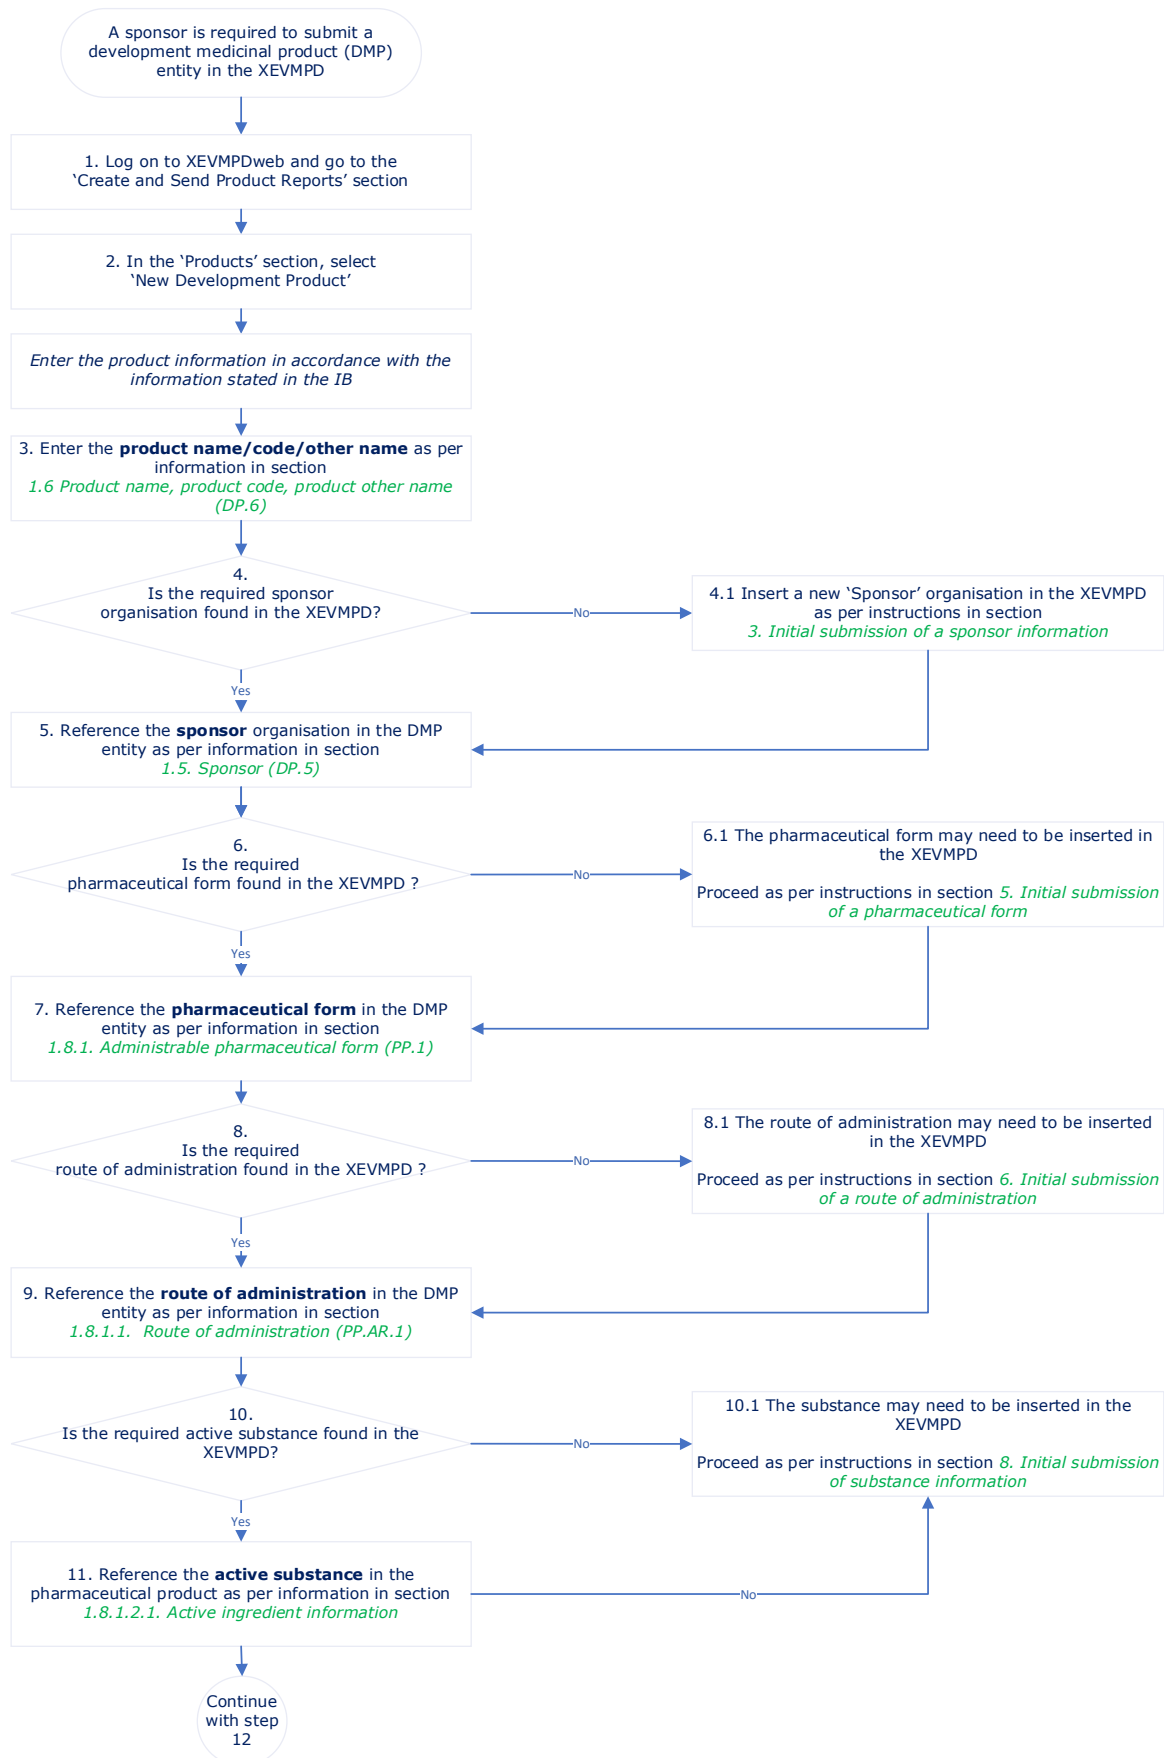 A sponsor is required to submit a
development medicinal product (DMP)
entity in the XEVMPD
1. Log on to XEVMPDweb and go to the
‘Create and Send Product Reports’ section
2. In the ‘Products’ section, select
‘New Development Product’
Enter the product information in accordance with the
information stated in the IB
3. Enter the product name/code/other name as per
information in section
1.6 Product name, product code, product other name
(DP.6)
4.
Is the required sponsor
organisation found in the XEVMPD?
No
4.1 Insert a new ‘Sponsor’ organisation in the XEVMPD
as per instructions in section
3. Initial submission of a sponsor information
Yes
5. Reference the sponsor organisation in the DMP
entity as per information in section
1.5. Sponsor (DP.5)
6.
Is the required
pharmaceutical form found in the XEVMPD ?
No
6.1 The pharmaceutical form may need to be inserted in
the XEVMPD
Proceed as per instructions in section 5. Initial submission
of a pharmaceutical form
Yes
7. Reference the pharmaceutical form in the DMP
entity as per information in section
1.8.1. Administrable pharmaceutical form (PP.1)
8.
Is the required
route of administration found in the XEVMPD ?
No
8.1 The route of administration may need to be inserted
in the XEVMPD
Proceed as per instructions in section 6. Initial submission
of a route of administration
Yes
9. Reference the route of administration in the DMP
entity as per information in section
1.8.1.1. Route of administration (PP.AR.1)
10.
Is the required active substance found in the
XEVMPD?
No
10.1 The substance may need to be inserted in the
XEVMPD
Proceed as per instructions in section 8. Initial submission
of substance information
Yes
11. Reference the active substance in the
pharmaceutical product as per information in section
1.8.1.2.1. Active ingredient information
No
Continue
with step
12